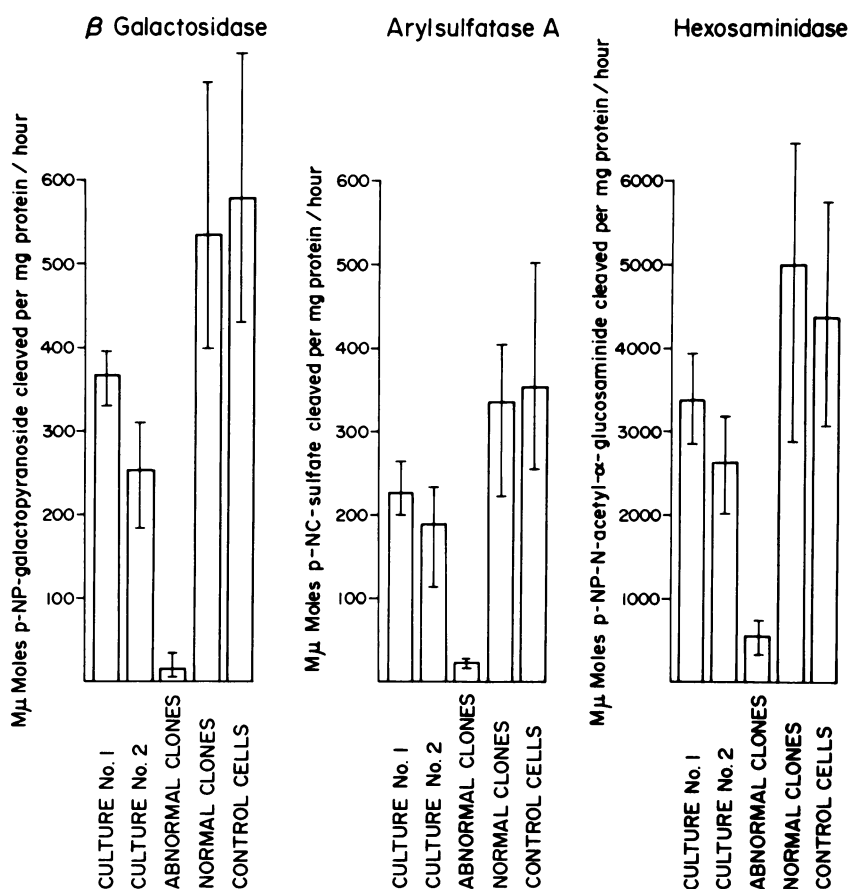 β Galactosidase
Mμ Moles p-NP-galactopyranoside cleaved per mg protein / hour
600
500
400
300
200
100
CULTURE No. 1
CULTURE No. 2
ABNORMAL CLONES
NORMAL CLONES
CONTROL CELLS
Arylsulfatase A
Mμ Moles p-NC-sulfate cleaved per mg protein / hour
600
500
400
300
200
100
CULTURE No. 1
CULTURE No. 2
ABNORMAL CLONES
NORMAL CLONES
CONTROL CELLS
Hexosaminidase
Mμ Moles p-NP-N-acetyl-α-glucosaminide cleaved per mg protein / hour
6000
5000
4000
3000
2000
1000
CULTURE No. 1
CULTURE No. 2
ABNORMAL CLONES
NORMAL CLONES
CONTROL CELLS